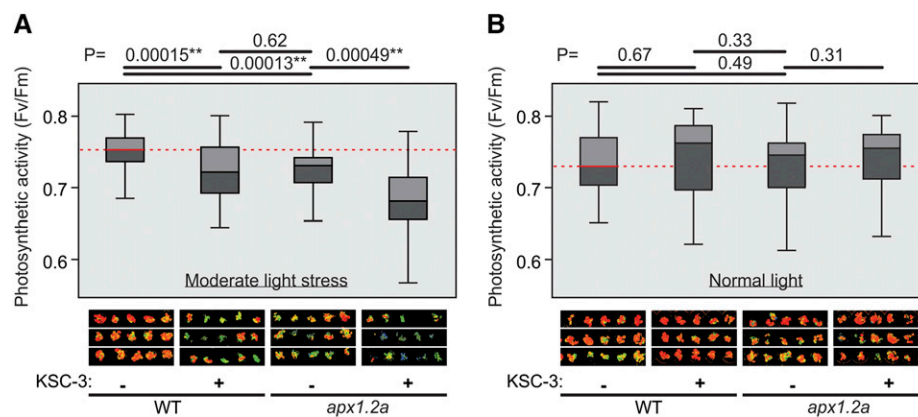 A
P= 0.00015** 0.62 0.00013** 0.00049**
Photosynthetic activity (Fv/Fm)
0.8
0.7
0.6
Moderate light stress
KSC-3: - + - +
WT apx1.2a
B
P= 0.67 0.33 0.49 0.31
Photosynthetic activity (Fv/Fm)
0.8
0.7
0.6
Normal light
- + - +
WT apx1.2a